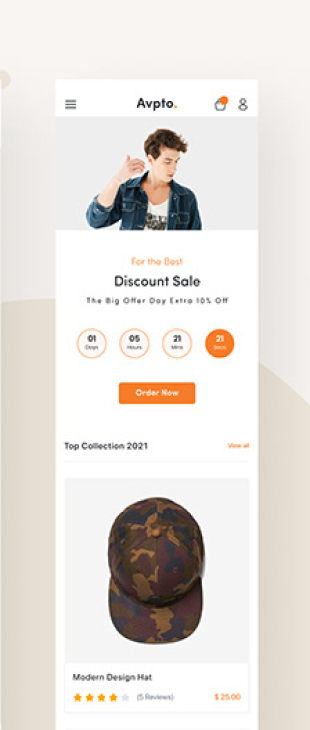 Avpto.
For the Best
Discount Sale
The Big Offer Day Extra 10% Off
01 05 21 21
Days Hours Mins Secs
Order Now
Top Collection 2021 View all
Modern Design Hat
(5 Reviews) $ 25.00